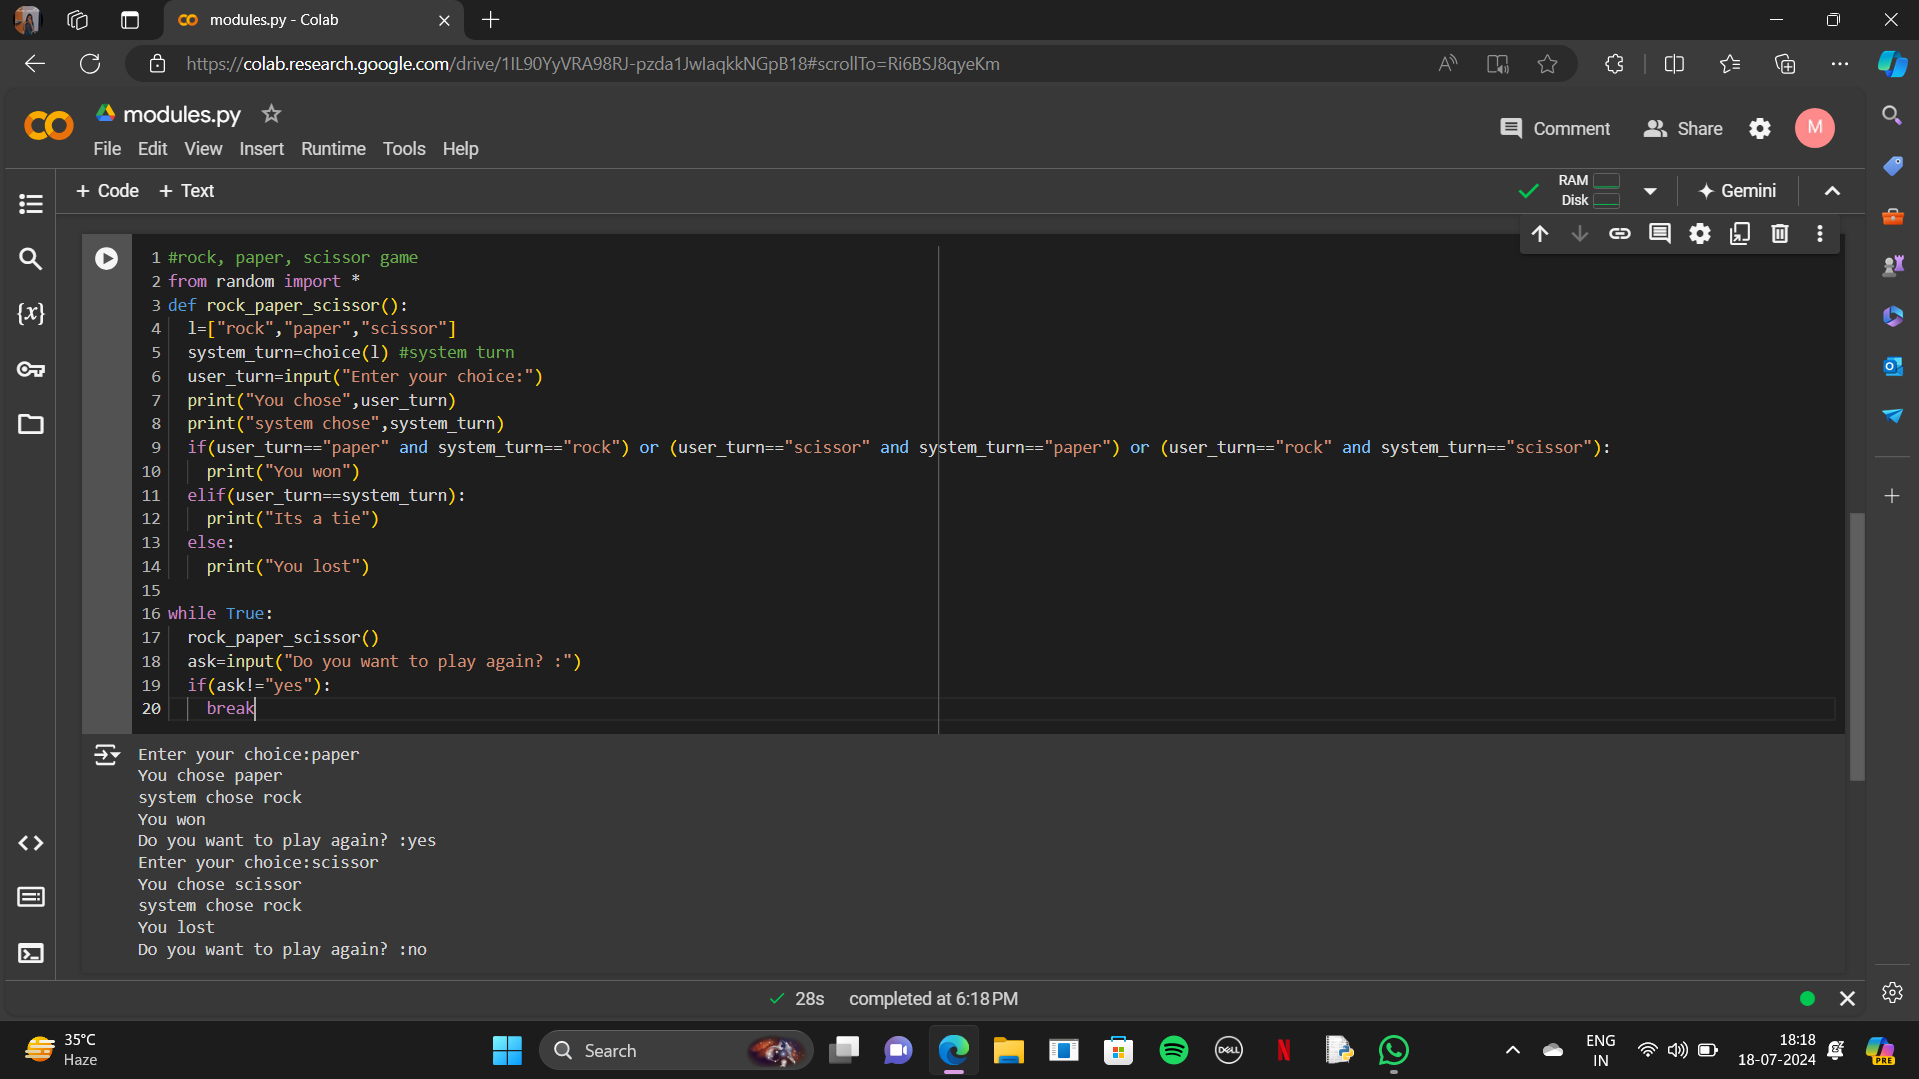 modules.py - Colab
https://colab.research.google.com/drive/1IL90YyVRA98RJ-pzda1JwIaqkkNGpB18#scrollTo=Ri6BSJ8qyeKm
modules.py
Comment Share M
File Edit View Insert Runtime Tools Help
+ Code + Text
RAM
Disk
Gemini
1 #rock, paper, scissor game
2 from random import *
3 def rock_paper_scissor():
4 l=["rock","paper","scissor"]
5 system_turn=choice(l) #system turn
6 user_turn=input("Enter your choice:")
7 print("You chose",user_turn)
8 print("system chose",system_turn)
9 if(user_turn=="paper" and system_turn=="rock") or (user_turn=="scissor" and system_turn=="paper") or (user_turn=="rock" and system_turn=="scissor"):
10 print("You won")
11 elif(user_turn==system_turn):
12 print("Its a tie")
13 else:
14 print("You lost")
15
16 while True:
17 rock_paper_scissor()
18 ask=input("Do you want to play again? :")
19 if(ask!="yes"):
20 break
Enter your choice:paper
You chose paper
system chose rock
You won
Do you want to play again? :yes
Enter your choice:scissor
You chose scissor
system chose rock
You lost
Do you want to play again? :no
28s completed at 6:18 PM
35°C
Haze
Search
DELL
N
ENG
IN
18:18
18-07-2024
PRE